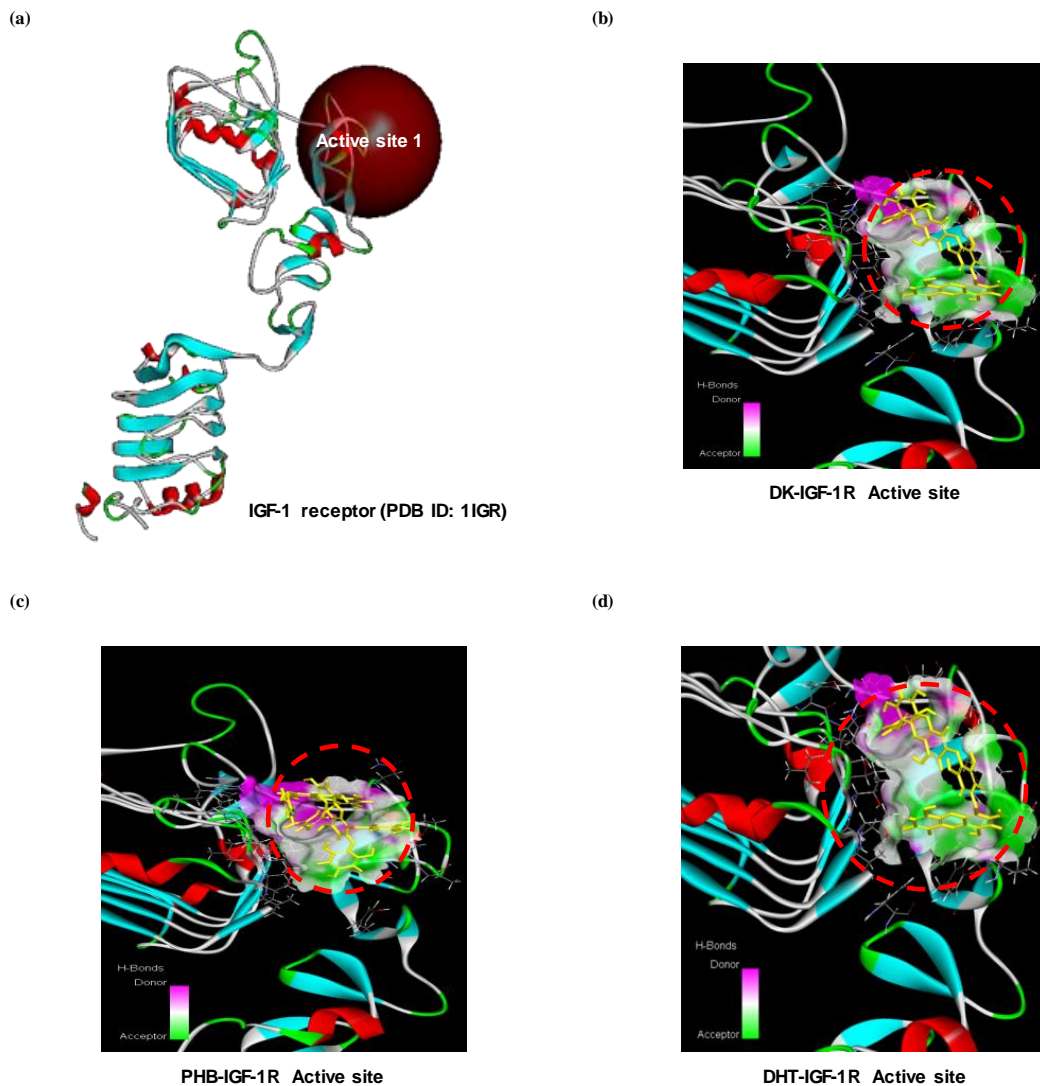 (a)
Active site 1
IGF-1 receptor (PDB ID: 1IGR)
(b)
H-Bonds
Donor
Acceptor
DK-IGF-1R Active site
(c)
H-Bonds
Donor
Acceptor
PHB-IGF-1R Active site
(d)
H-Bonds
Donor
Acceptor
DHT-IGF-1R Active site